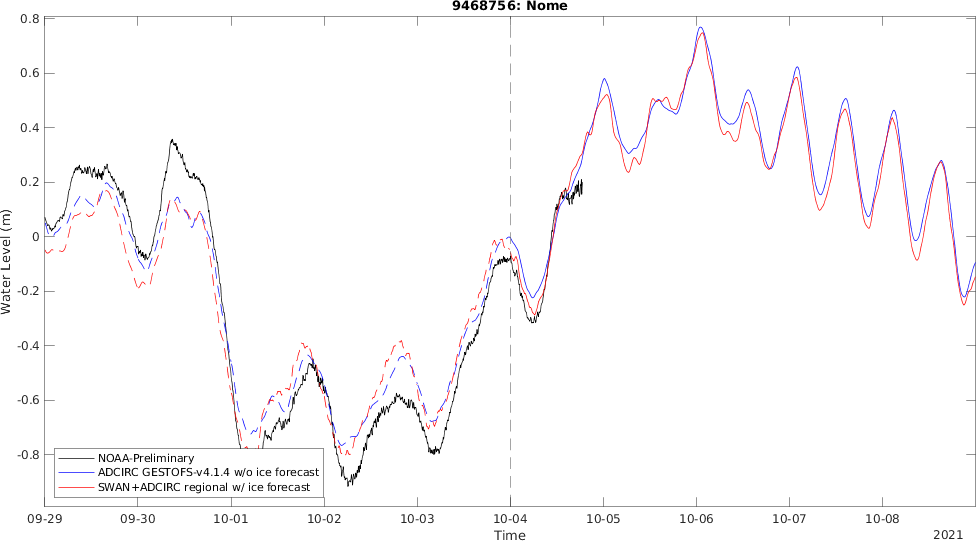 9468756: Nome
0.8
0.6
0.4
0.2
0
-0.2
-0.4
-0.6
-0.8
Water Level (m)
NOAA-Preliminary
ADCIRC GESTOFS-v4.1.4 w/o ice forecast
SWAN+ADCIRC regional w/ ice forecast
09-29 09-30 10-01 10-02 10-03 10-04 10-05 10-06 10-07 10-08
Time
2021